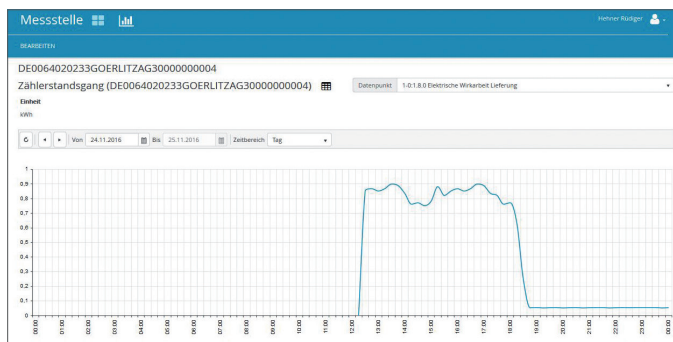 Messstelle
Hehner Rüdiger
BEARBEITEN
DE0064020233GOERLITZAG30000000004
Zählerstandsgang (DE0064020233GOERLITZAG30000000004)
Datenpunkt 1-0:1.8.0 Elektrische Wirkarbeit Lieferung
Einheit
kWh
Von 24.11.2016 Bis 25.11.2016 Zeitbereich Tag
1
0,9
0,8
0,7
0,6
0,5
0,4
0,3
0,2
0,1
0
00:00 01:00 02:00 03:00 04:00 05:00 06:00 07:00 08:00 09:00 10:00 11:00 12:00 13:00 14:00 15:00 16:00 17:00 18:00 19:00 20:00 21:00 22:00 23:00 00:00